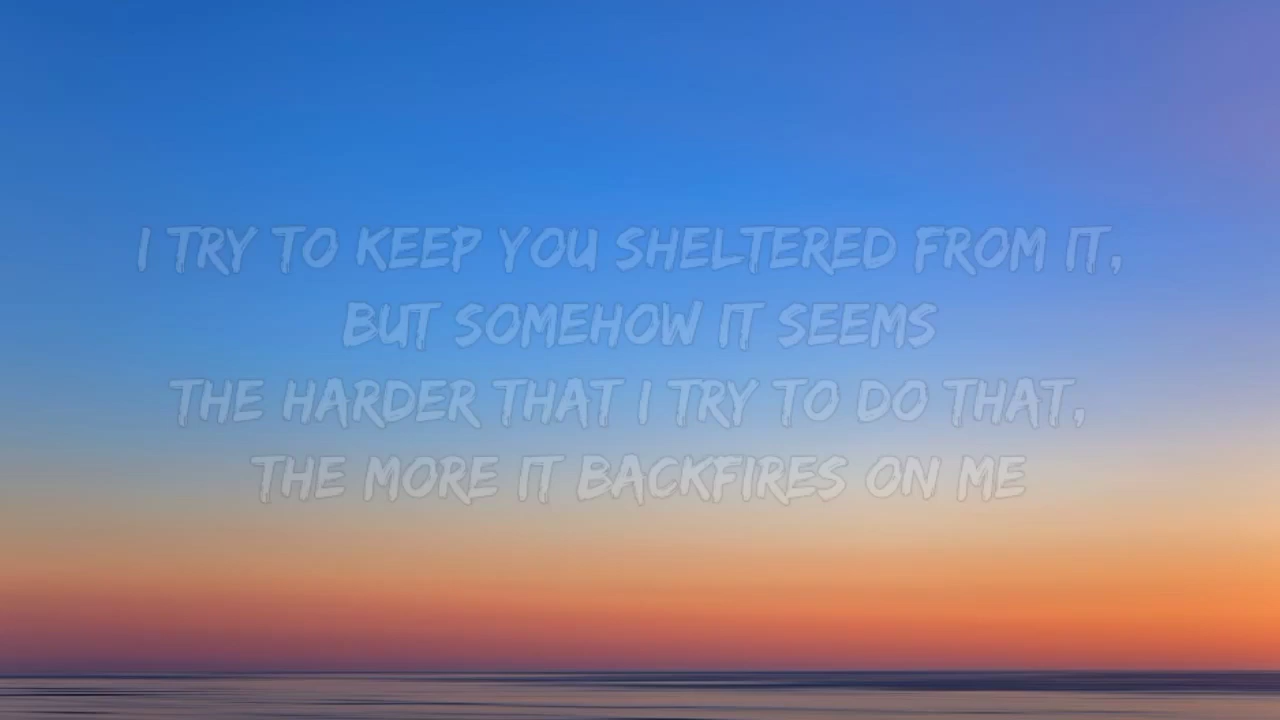 I TRY TO KEEP YOU SHELTERED FROM IT,
BUT SOMEHOW IT SEEMS
THE HARDER THAT I TRY TO DO THAT,
THE MORE IT BACKFIRES ON ME